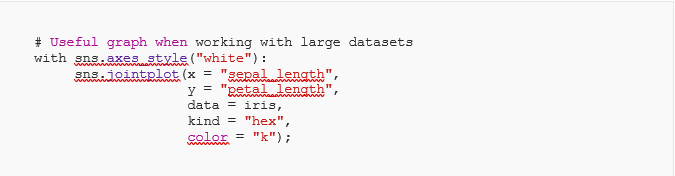 # Useful graph when working with large datasets
with sns.axes_style("white"):
sns.jointplot(x = "sepal_length",
y = "petal_length",
data = iris,
kind = "hex",
color = "k");